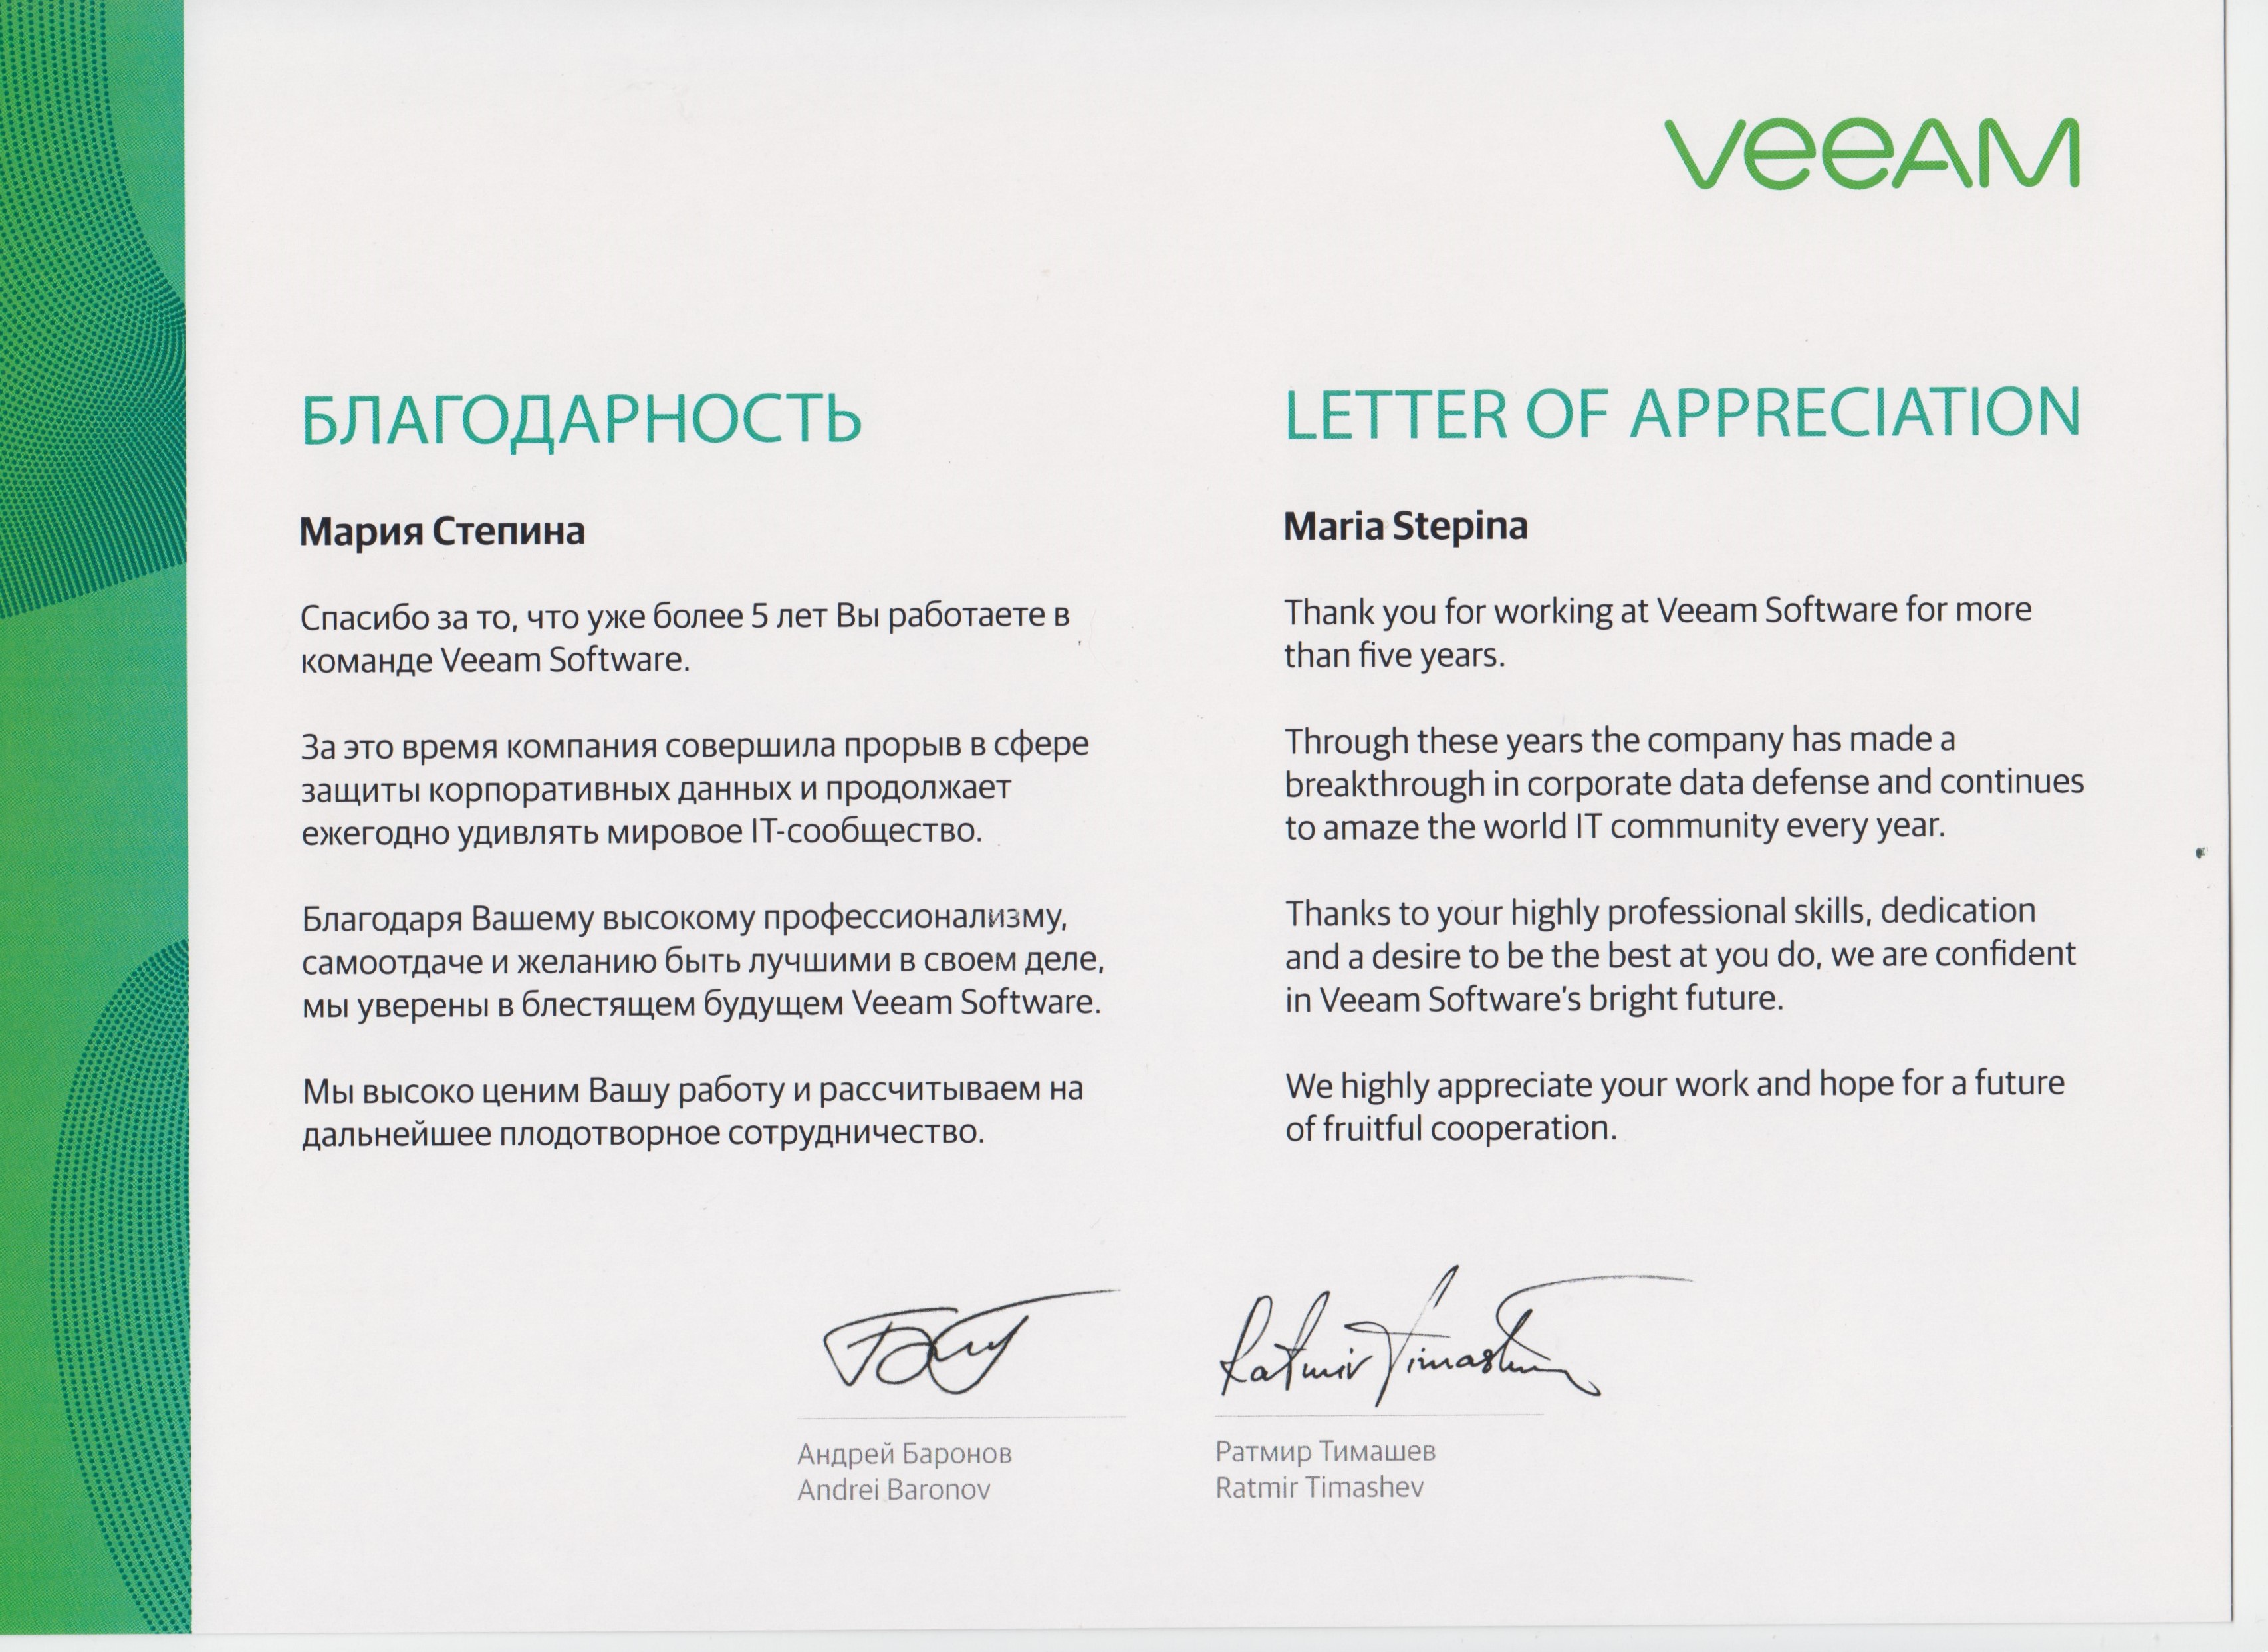 veeAM
БЛАГОДАРНОСТЬ
Мария Степина
Спасибо за то, что уже более 5 лет Вы работаете в
команде Veeam Software.
За это время компания совершила прорыв в сфере
защиты корпоративных данных и продолжает
ежегодно удивлять мировое IT-сообщество.
Благодаря Вашему высокому профессионализму,
самоотдаче и желанию быть лучшими в своем деле,
мы уверены в блестящем будущем Veeam Software.
Мы высоко ценим Вашу работу и рассчитываем на
дальнейшее плодотворное сотрудничество.
LETTER OF APPRECIATION
Maria Stepina
Thank you for working at Veeam Software for more
than five years.
Through these years the company has made a
breakthrough in corporate data defense and continues
to amaze the world IT community every year.
Thanks to your highly professional skills, dedication
and a desire to be the best at you do, we are confident
in Veeam Software's bright future.
We highly appreciate your work and hope for a future
of fruitful cooperation.
Андрей Баронов
Andrei Baronov
Ratmir Timashev
Ратмир Тимашев
Ratmir Timashev